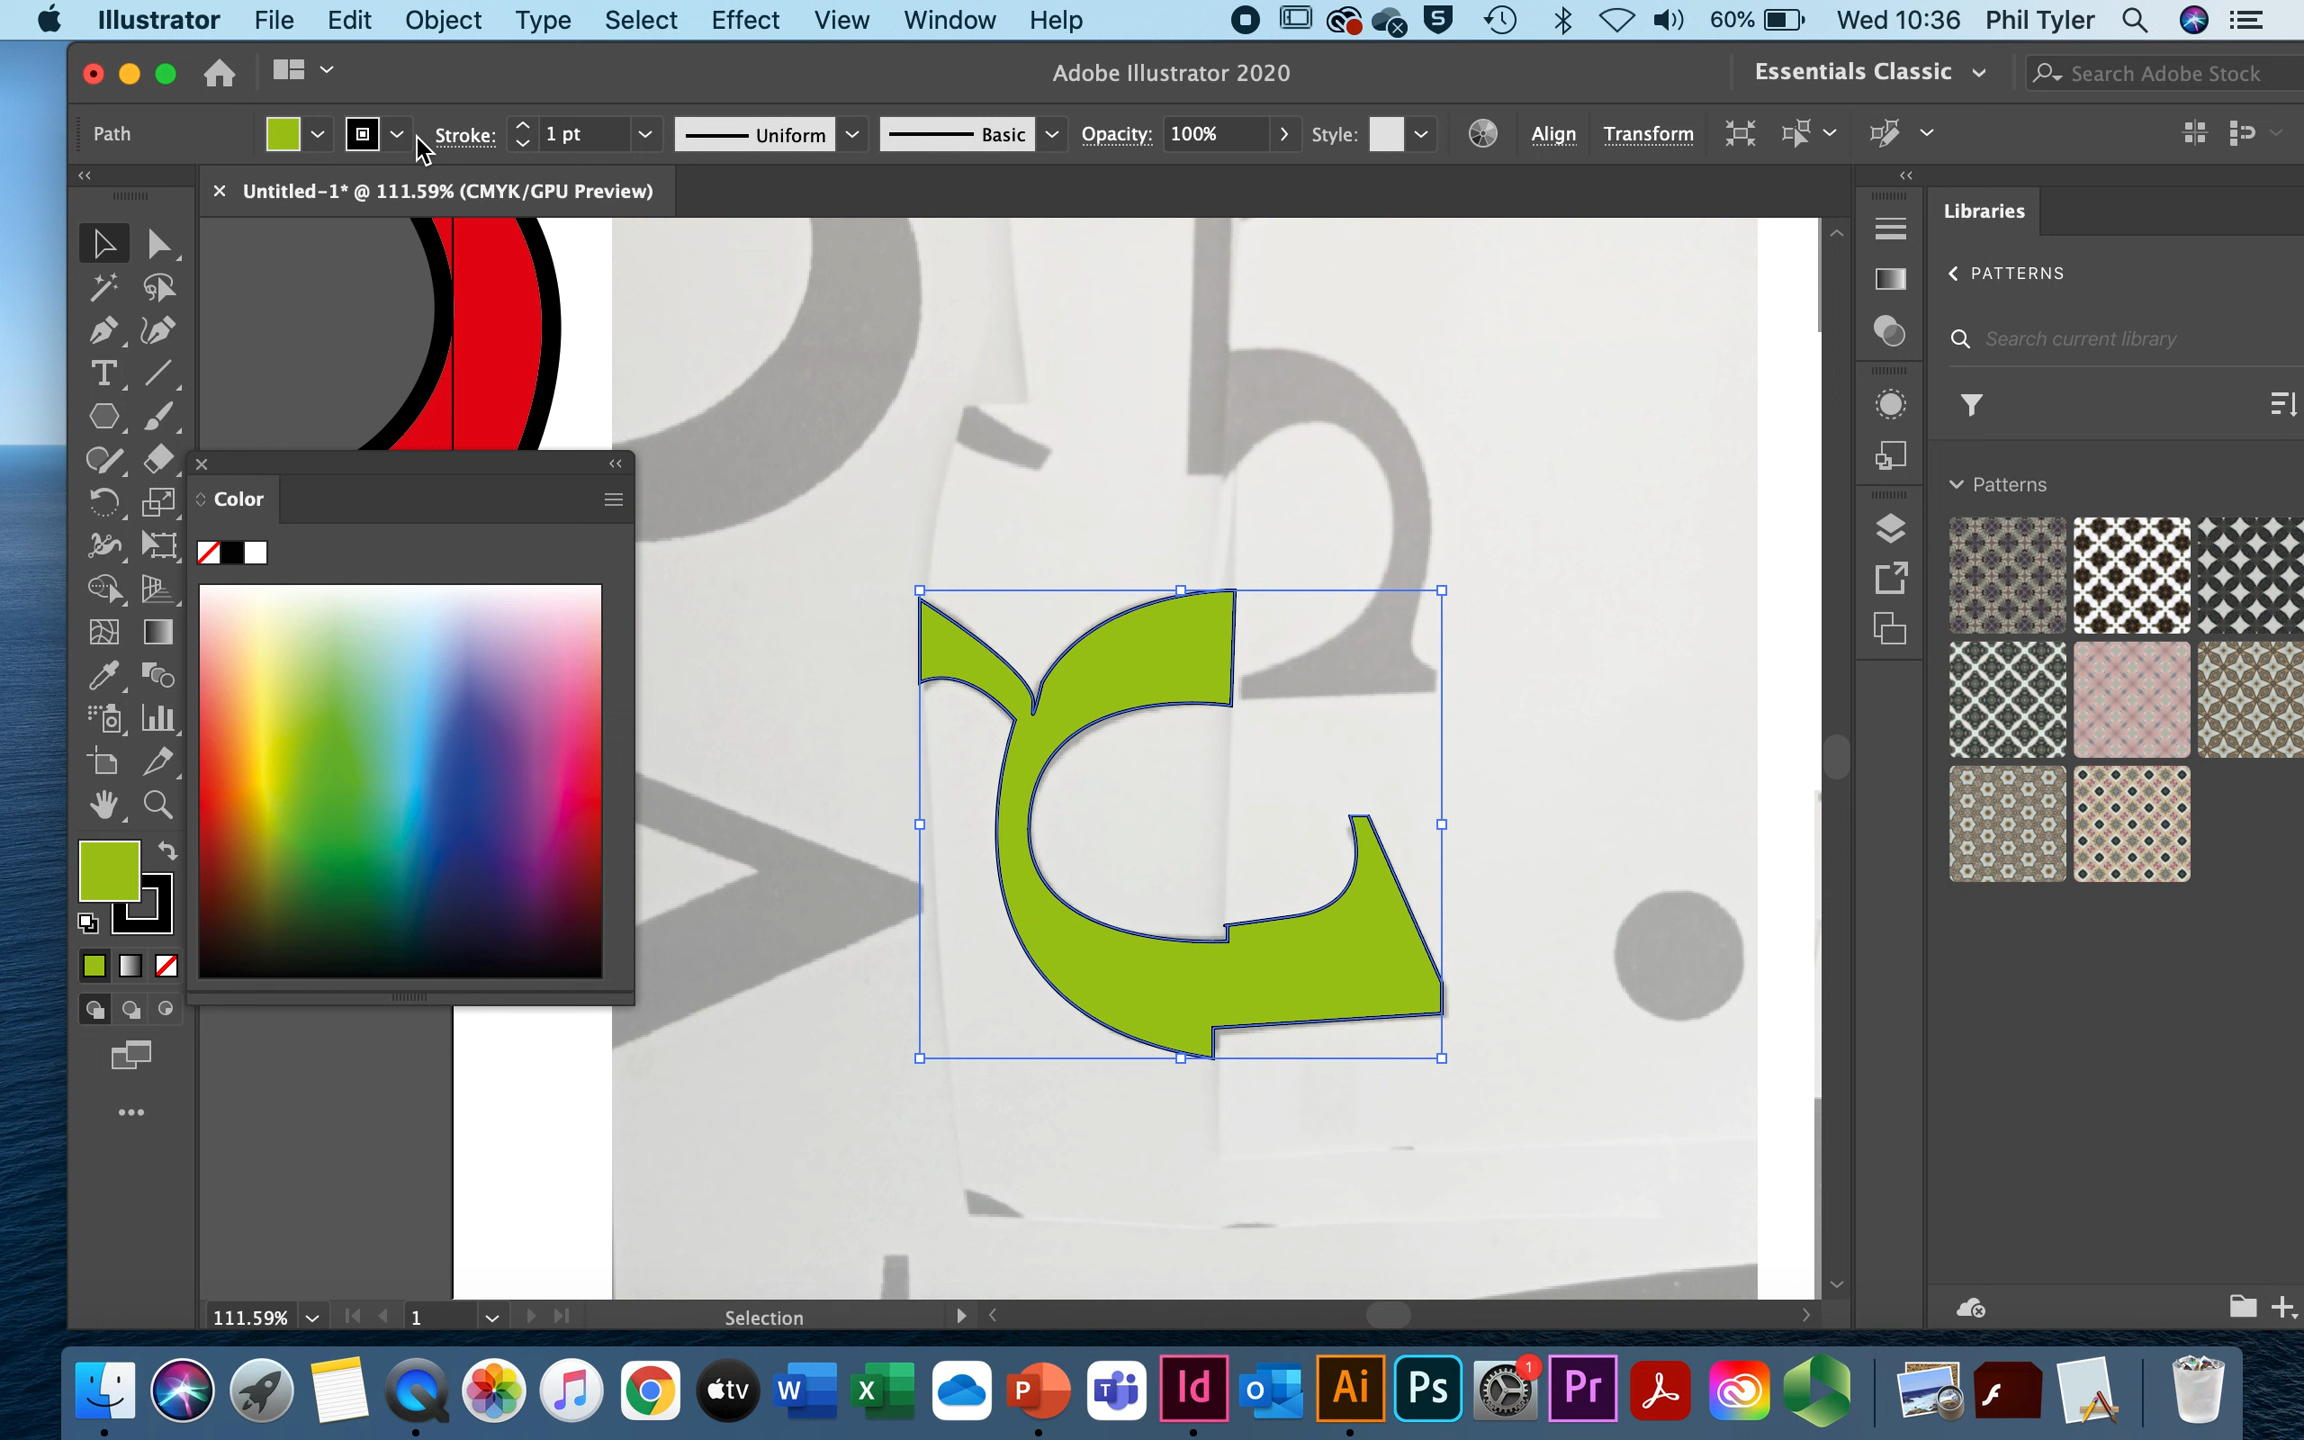 Illustrator File Edit Object Type Select Effect View Window Help S 60% Wed 10:36 Phil Tyler
Adobe Illustrator 2020 Essentials Classic Search Adobe Stock
Path Stroke: 1 pt Uniform Basic Opacity: 100% Style: Align Transform
Untitled-1* @ 111.59% (CMYK/GPU Preview)
Libraries
PATTERNS
Search current library
Color
Patterns
111.59% 1 Selection
tv W X P T Id O Ai Ps 1 Pr